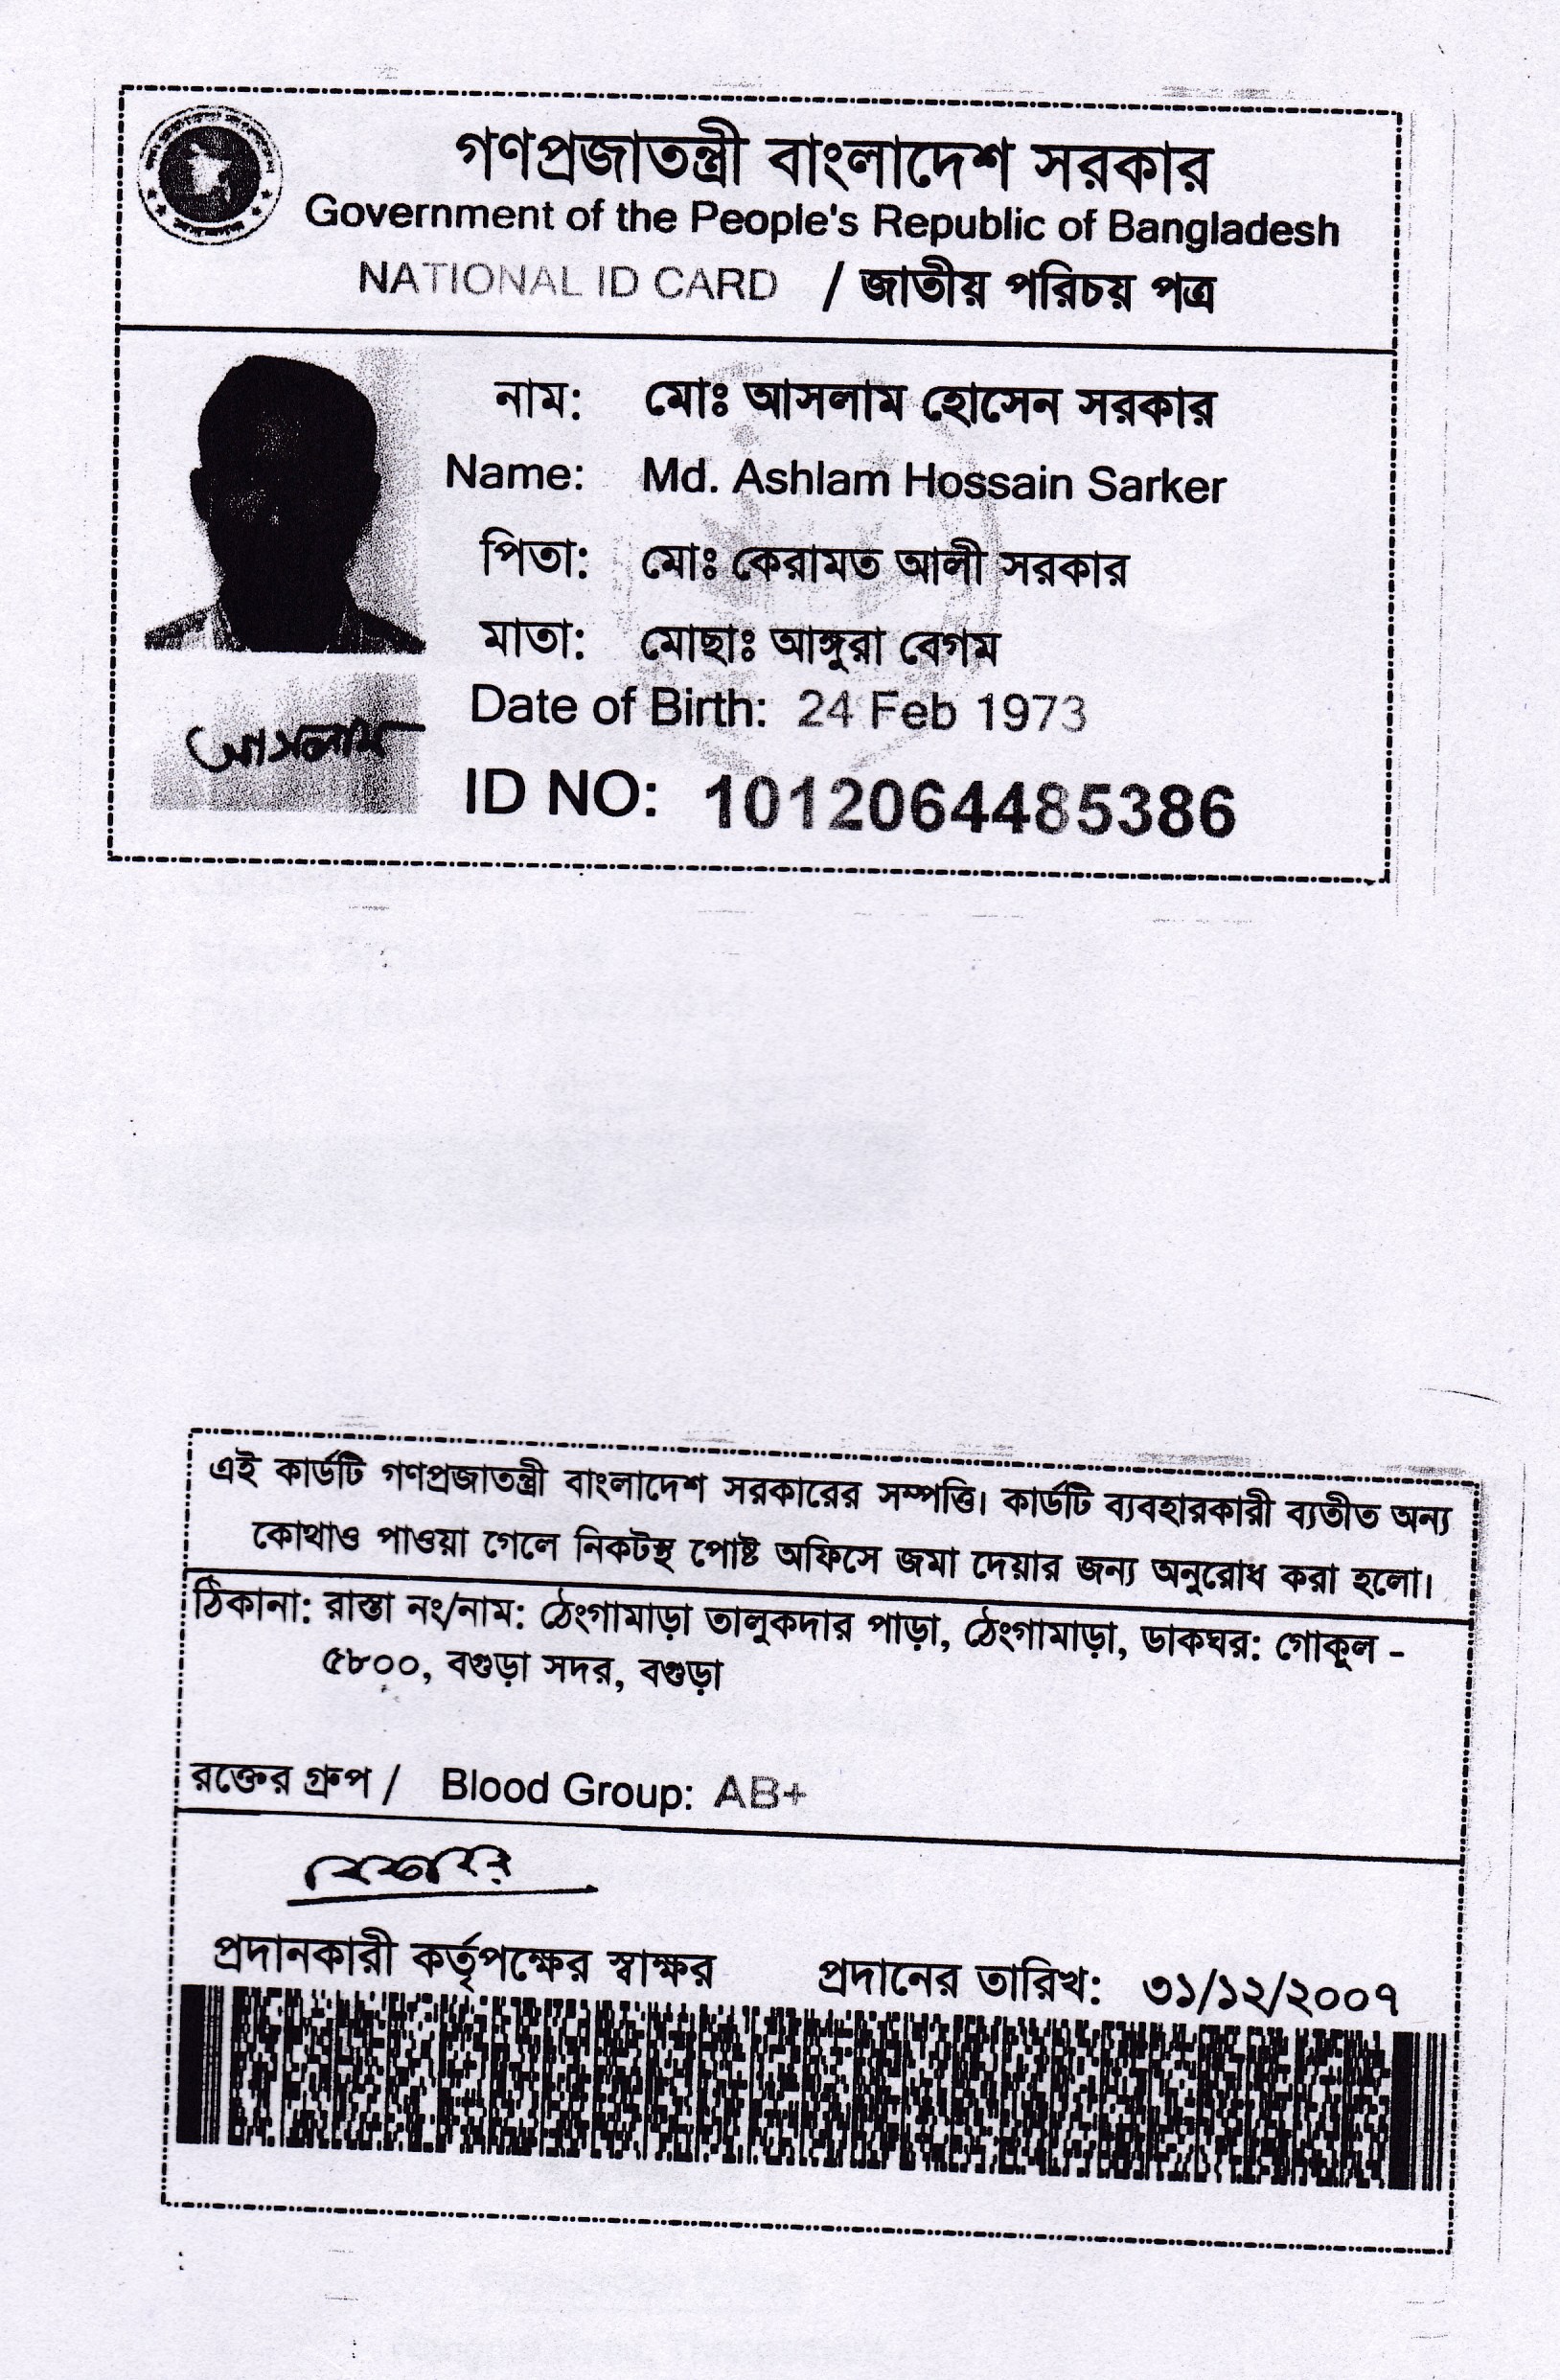 গণপ্রজাতন্ত্রী বাংলাদেশ সরকার
Government of the People's Republic of Bangladesh
NATIONAL ID CARD / জাতীয় পরিচয় পত্র
নাম: মোঃ আসলাম হোসেন সরকার
Name: Md. Ashlam Hossain Sarker
পিতা: মোঃ কেরামত আলী সরকার
মাতা: মোছাঃ আঙ্গুরা বেগম
Date of Birth: 24 Feb 1973
আসলাম
ID NO: 1012064485386
এই কার্ডটি গণপ্রজাতন্ত্রী বাংলাদেশ সরকারের সম্পত্তি। কার্ডটি ব্যবহারকারী ব্যতীত অন্য
কোথাও পাওয়া গেলে নিকটস্থ পোষ্ট অফিসে জমা দেয়ার জন্য অনুরোধ করা হলো।
ঠিকানা: রাস্তা নং/নাম: ঠেংগামাড়া তালুকদার পাড়া, ঠেংগামাড়া, ডাকঘর: গোকুল -
৫৮০০, বগুড়া সদর, বগুড়া
রক্তের গ্রুপ / Blood Group: AB+
প্রদানকারী কর্তৃপক্ষের স্বাক্ষর প্রদানের তারিখ: ৩১/১২/২০০৭